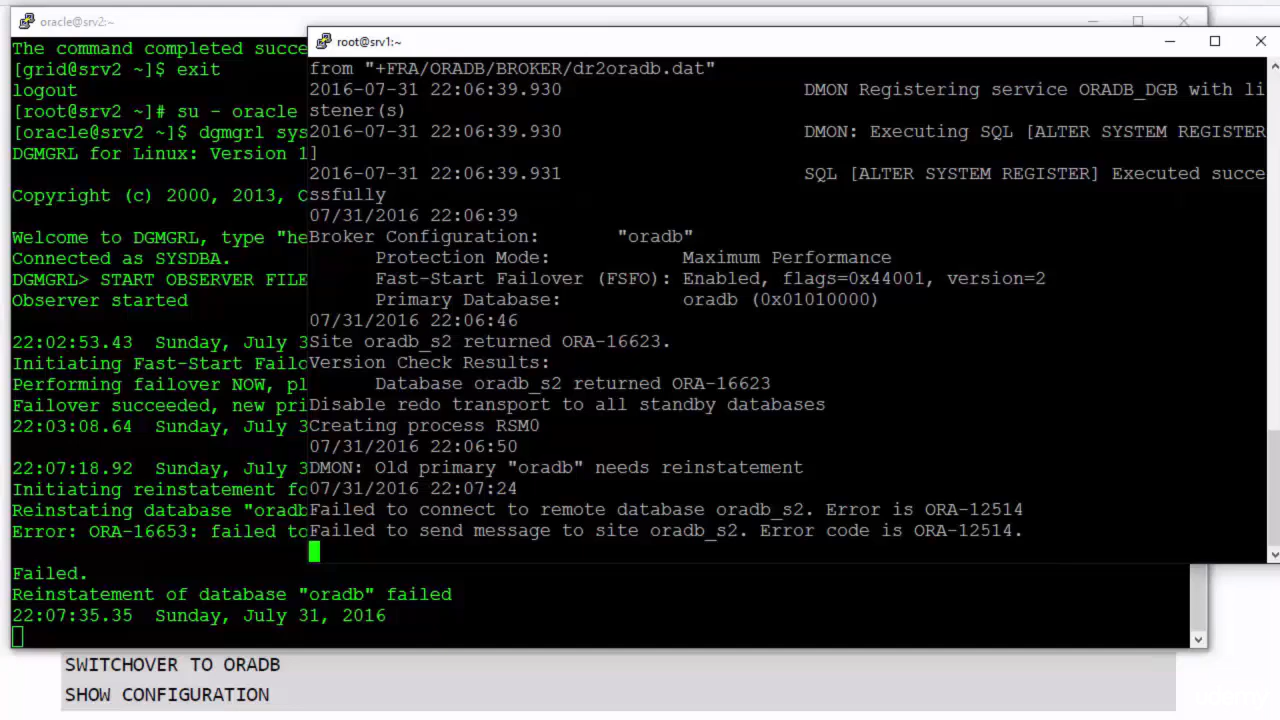 oracle@srv2:~
The command completed succe
[grid@srv2 ~]$ exit
logout
[root@srv2 ~]# su - oracle
[oracle@srv2 ~]$ dgmgrl sys
DGMGRL for Linux: Version 1
Copyright (c) 2000, 2013, O
Welcome to DGMGRL, type "he
Connected as SYSDBA.
DGMGRL> START OBSERVER FILE
Observer started
22:02:53.43  Sunday, July 3
Initiating Fast-Start Failo
Performing failover NOW, pl
Failover succeeded, new pri
22:03:08.64  Sunday, July 3
22:07:18.92  Sunday, July 3
Initiating reinstatement fo
Reinstating database "oradb
Error: ORA-16653: failed to
Failed.
Reinstatement of database "oradb" failed
22:07:35.35  Sunday, July 31, 2016
root@srv1:~
from "+FRA/ORADB/BROKER/dr2oradb.dat"
2016-07-31 22:06:39.930                      DMON Registering service ORADB_DGB with li
stener(s)
2016-07-31 22:06:39.930                      DMON: Executing SQL [ALTER SYSTEM REGISTER
]
2016-07-31 22:06:39.931                      SQL [ALTER SYSTEM REGISTER] Executed succe
ssfully
07/31/2016 22:06:39
Broker Configuration:       "oradb"
      Protection Mode:            Maximum Performance
      Fast-Start Failover (FSFO): Enabled, flags=0x44001, version=2
      Primary Database:           oradb (0x01010000)
07/31/2016 22:06:46
Site oradb_s2 returned ORA-16623.
Version Check Results:
      Database oradb_s2 returned ORA-16623
Disable redo transport to all standby databases
Creating process RSM0
07/31/2016 22:06:50
DMON: Old primary "oradb" needs reinstatement
07/31/2016 22:07:24
Failed to connect to remote database oradb_s2. Error is ORA-12514
Failed to send message to site oradb_s2. Error code is ORA-12514.
SWITCHOVER TO ORADB
SHOW CONFIGURATION